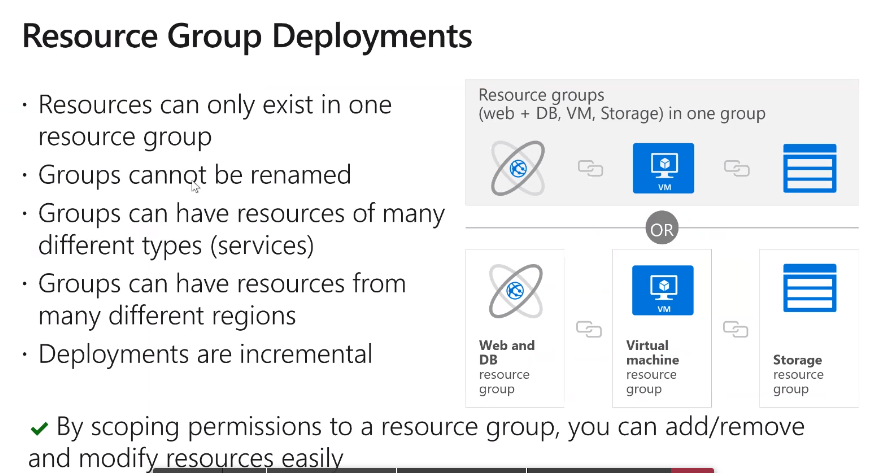 Resource Group Deployments
· Resources can only exist in one
resource group
· Groups cannot be renamed
· Groups can have resources of many
different types (services)
· Groups can have resources from
many different regions
· Deployments are incremental
Resource groups
(web + DB, VM, Storage) in one group
VM
OR
VM
Web and
DB
resource
group
Virtual
machine
resource
group
Storage
resource
group
✓ By scoping permissions to a resource group, you can add/remove
and modify resources easily